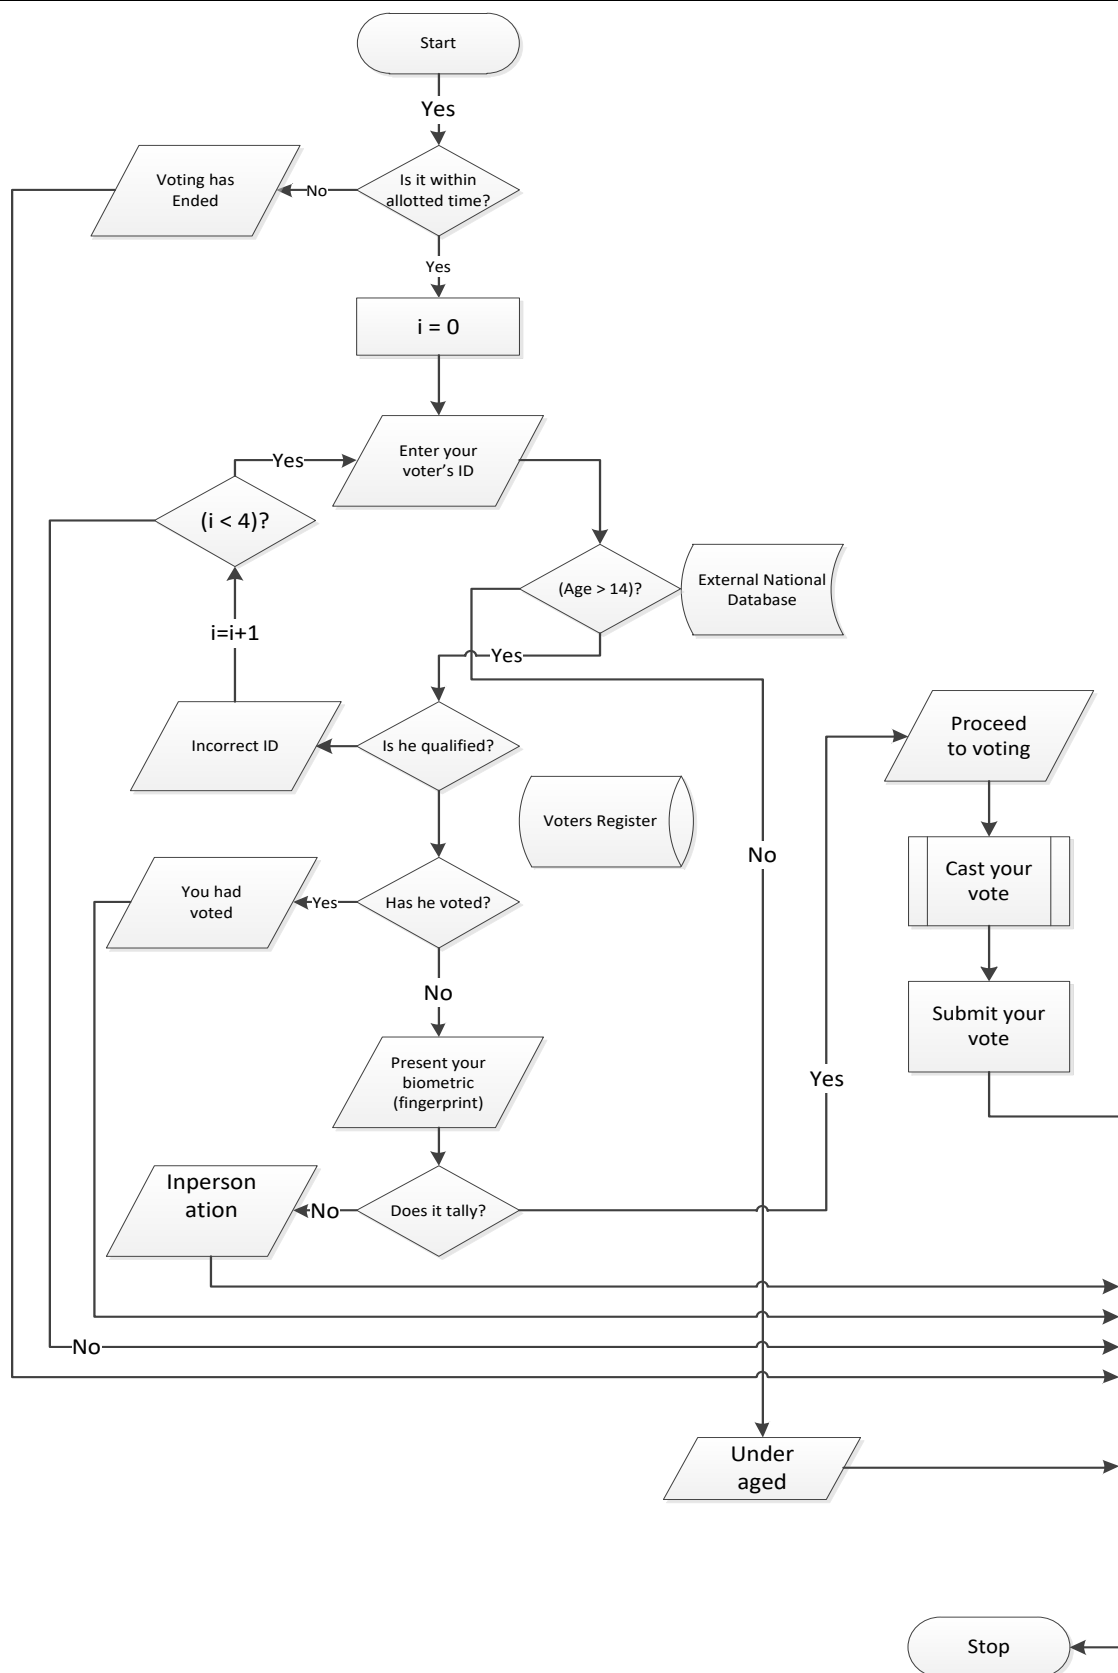 Start
Yes
Is it within
allotted time?
No
Voting has
Ended
Yes
i = 0
Enter your
voter's ID
Yes
(i < 4)?
i=i+1
(Age > 14)?
External National
Database
Yes
Is he qualified?
Incorrect ID
Voters Register
Has he voted?
Yes
You had
voted
No
Present your
biometric
(fingerprint)
Does it tally?
No
Inperson
ation
Yes
Proceed
to voting
Cast your
vote
Submit your
vote
No
No
Under
aged
Stop